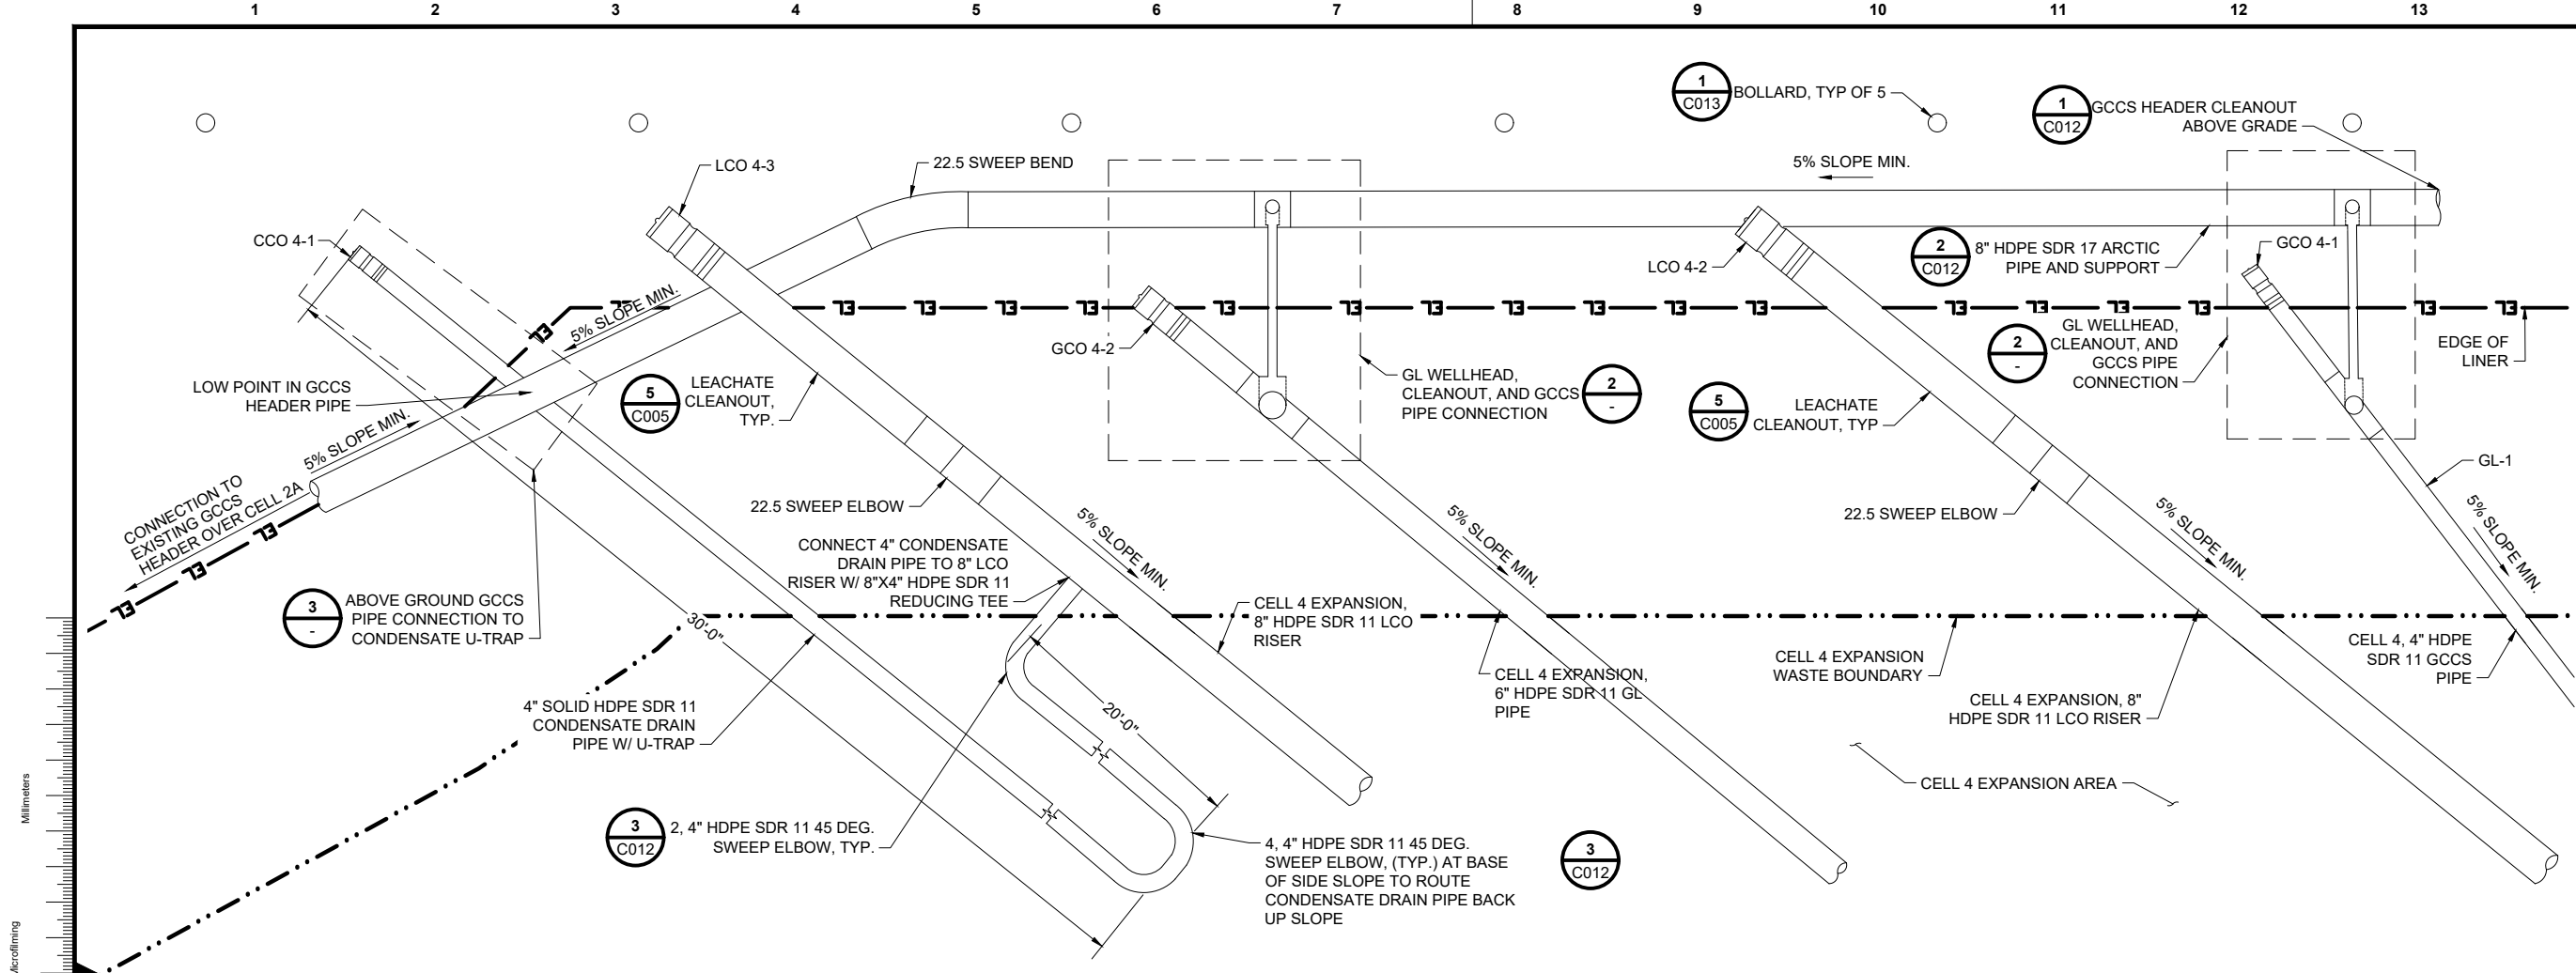 1 2 3 4 5 6 7 8 9 10 11 12 13
1
C013
BOLLARD, TYP OF 5
1
C012
GCCS HEADER CLEANOUT
ABOVE GRADE
LCO 4-3
22.5 SWEEP BEND
5% SLOPE MIN.
CCO 4-1
LCO 4-2
2
C012
8" HDPE SDR 17 ARCTIC
PIPE AND SUPPORT
GCO 4-1
5% SLOPE MIN.
GCO 4-2
2
-
GL WELLHEAD,
CLEANOUT, AND
GCCS PIPE
CONNECTION
EDGE OF
LINER
LOW POINT IN GCCS
HEADER PIPE
5
C005
LEACHATE
CLEANOUT,
TYP.
GL WELLHEAD,
CLEANOUT, AND GCCS
PIPE CONNECTION
2
-
5
C005
LEACHATE
CLEANOUT, TYP
5% SLOPE MIN.
GL-1
CONNECTION TO
EXISTING GCCS
HEADER OVER CELL 2A
22.5 SWEEP ELBOW
22.5 SWEEP ELBOW
5% SLOPE MIN.
5% SLOPE MIN.
5% SLOPE MIN.
5% SLOPE MIN.
CONNECT 4" CONDENSATE
DRAIN PIPE TO 8" LCO
RISER W/ 8"X4" HDPE SDR 11
REDUCING TEE
3
-
ABOVE GROUND GCCS
PIPE CONNECTION TO
CONDENSATE U-TRAP
30'-0"
CELL 4 EXPANSION,
8" HDPE SDR 11 LCO
RISER
CELL 4 EXPANSION,
6" HDPE SDR 11 GL
PIPE
CELL 4 EXPANSION
WASTE BOUNDARY
CELL 4 EXPANSION, 8"
HDPE SDR 11 LCO RISER
CELL 4, 4" HDPE
SDR 11 GCCS
PIPE
4" SOLID HDPE SDR 11
CONDENSATE DRAIN
PIPE W/ U-TRAP
20'-0"
CELL 4 EXPANSION AREA
3
C012
2, 4" HDPE SDR 11 45 DEG.
SWEEP ELBOW, TYP.
4, 4" HDPE SDR 11 45 DEG.
SWEEP ELBOW, (TYP.) AT BASE
OF SIDE SLOPE TO ROUTE
CONDENSATE DRAIN PIPE BACK
UP SLOPE
3
C012
Millimeters
Microfilming